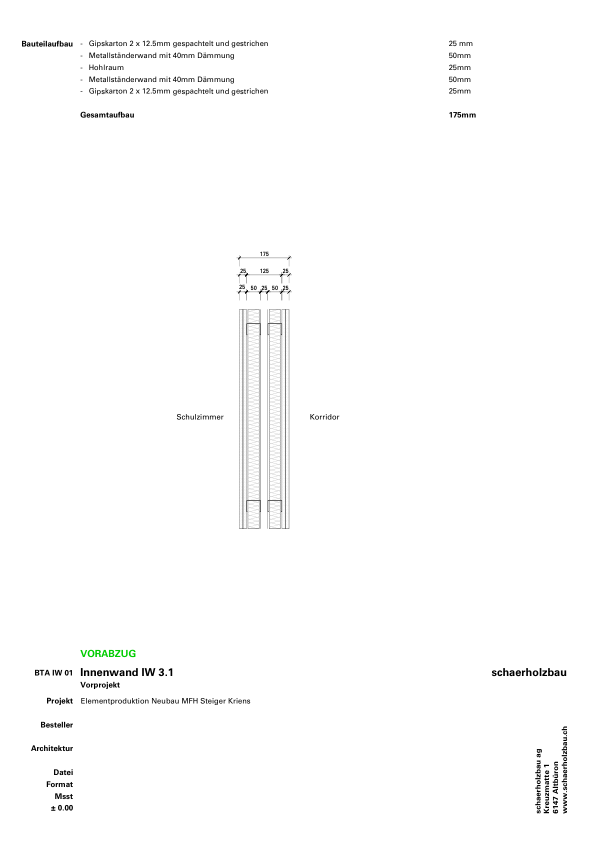 Bauteilaufbau - Gipskarton 2 x 12.5mm gespachtelt und gestrichen 25 mm
- Metallständerwand mit 40mm Dämmung 50mm
- Hohlraum 25mm
- Metallständerwand mit 40mm Dämmung 50mm
- Gipskarton 2 x 12.5mm gespachtelt und gestrichen 25mm
Gesamtaufbau 175mm
175
25 125 25
25 50 25 50 25
Schulzimmer Korridor
VORABZUG
BTA IW 01 Innenwand IW 3.1 schaerholzbau
Vorprojekt
Projekt Elementproduktion Neubau MFH Steiger Kriens
Besteller
Architektur
Datei
Format
Msst
± 0.00
schaerholzbau ag
Kreuzmatte 1
6147 Altbüron
www.schaerholzbau.ch